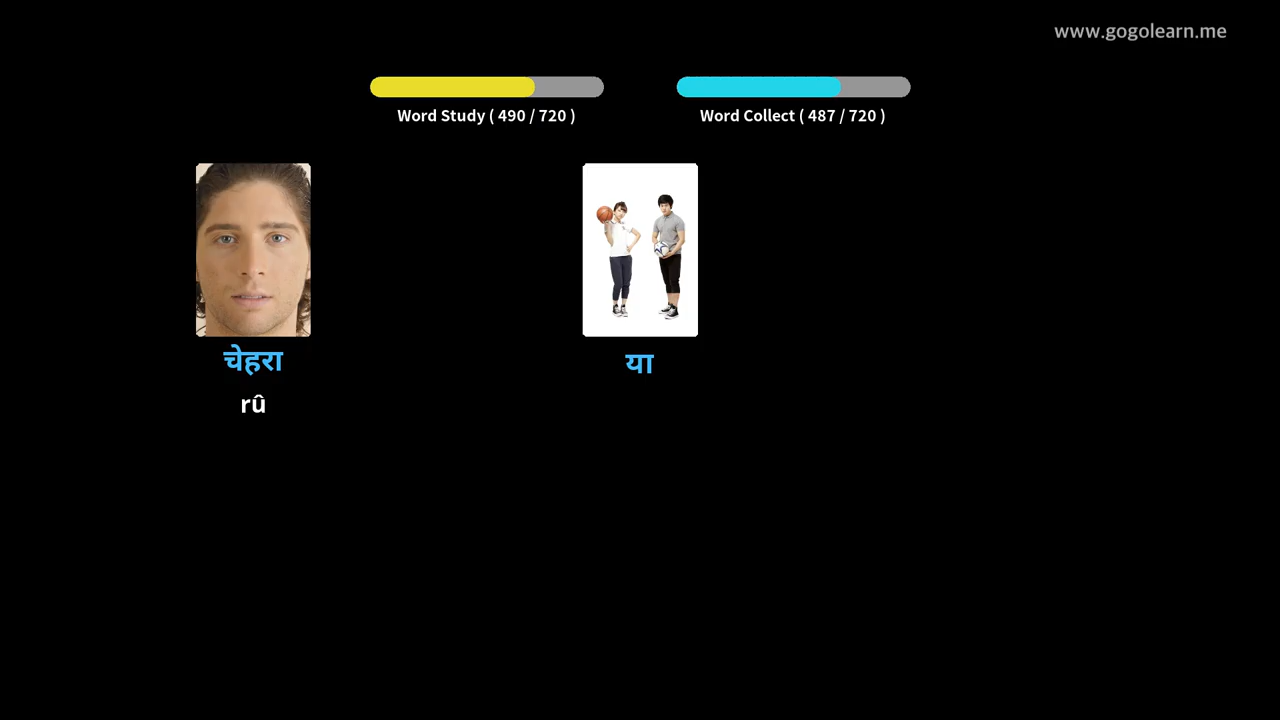 www.gogolearn.me
Word Study ( 490 / 720 )
Word Collect ( 487 / 720 )
चेहरा
या
rû